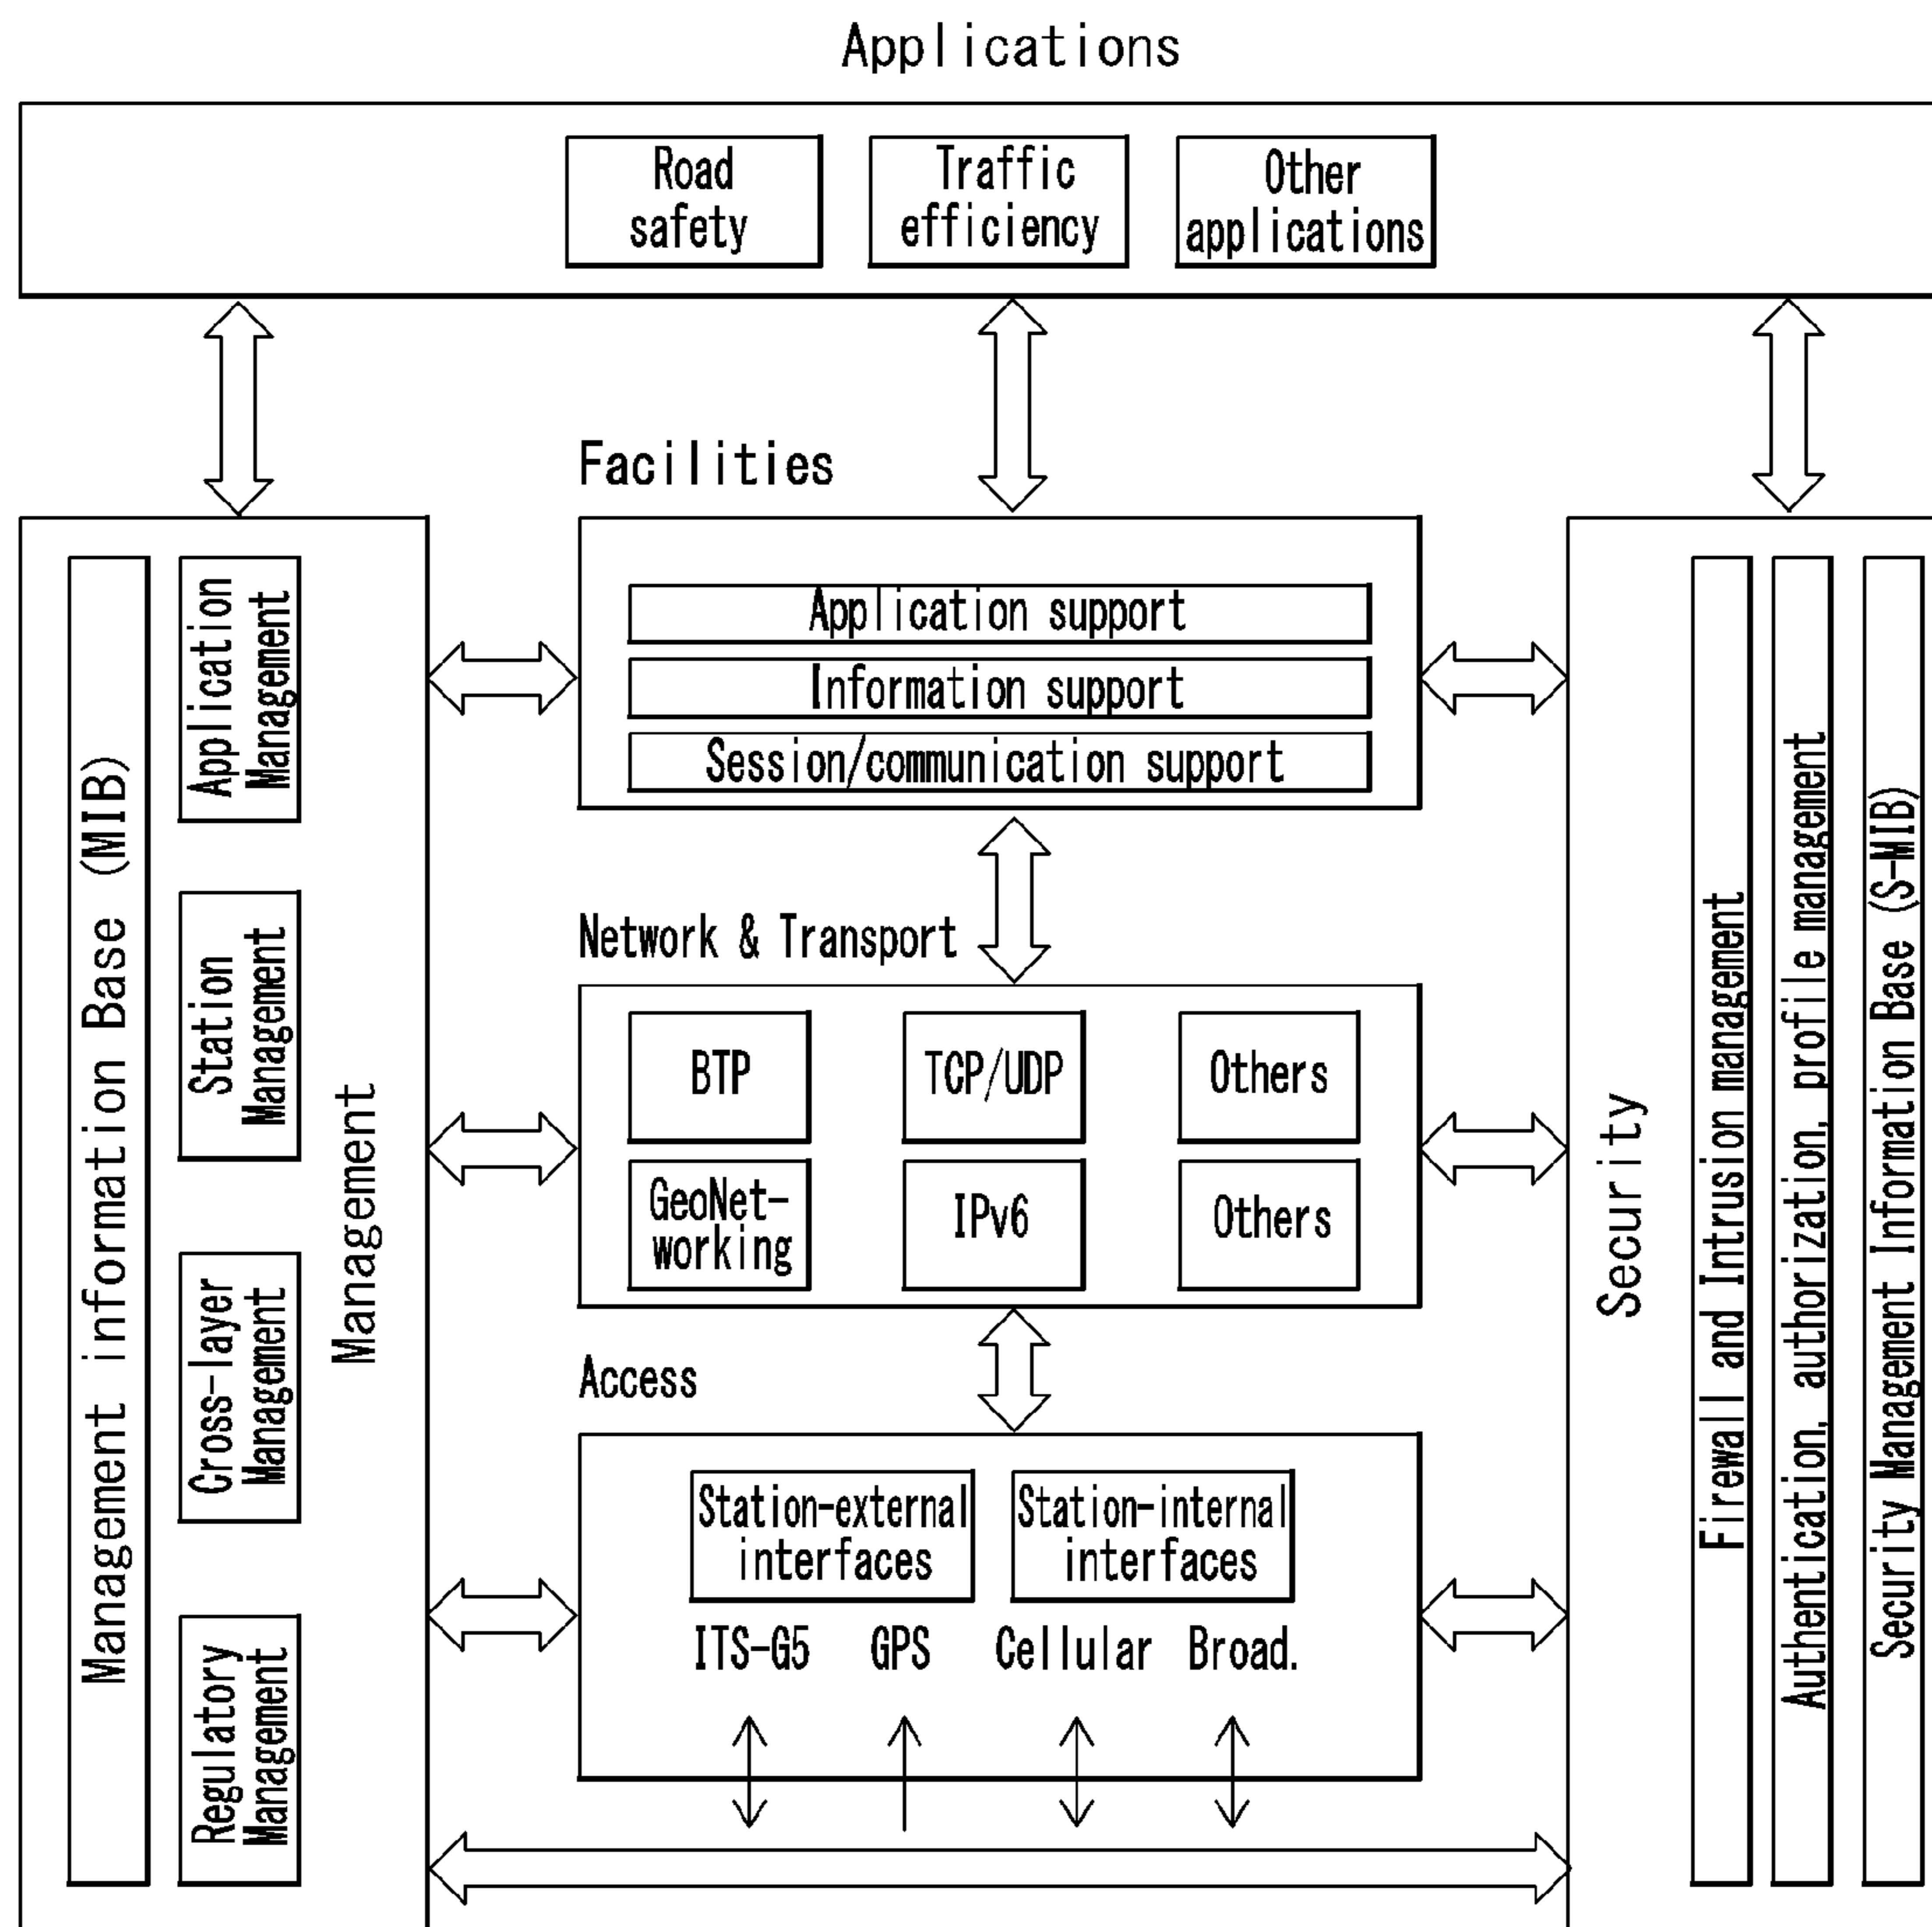 Applications
Road
safety
Traffic
efficiency
Other
applications
Facilities
Application support
Information support
Session/communication support
Management information Base (MIB)
Application
Management
Station
Management
Cross-layer
Management
Regulatory
Management
Management
Network & Transport
BTP
TCP/UDP
Others
GeoNet-
working
IPv6
Others
Access
Station-external
interfaces
Station-internal
interfaces
ITS-G5 GPS Cellular Broad.
Security
Firewall and Intrusion management
Authentication, authorization, profile management
Security Management Information Base (S-MIB)